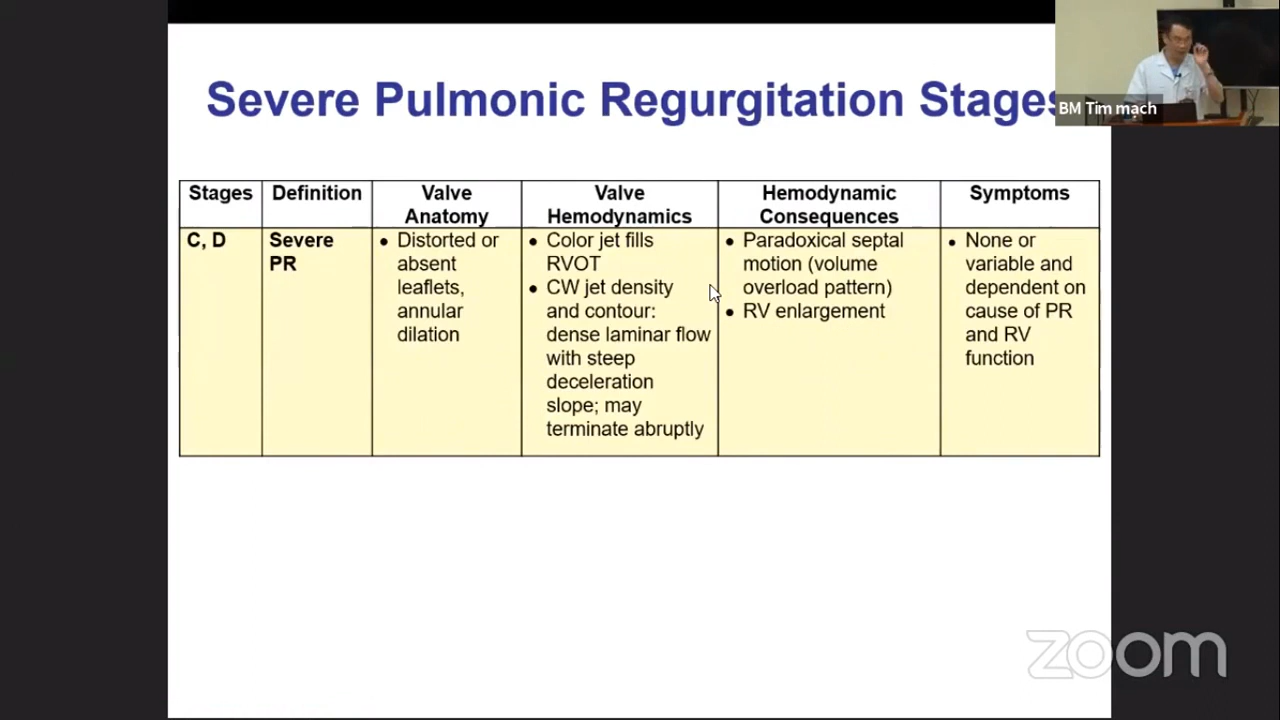 Severe Pulmonic Regurgitation Stages
BM Tim mạch
Stages
Definition
Valve
Anatomy
Valve
Hemodynamics
Hemodynamic
Consequences
Symptoms
C, D
Severe
PR
• Distorted or
absent
leaflets,
annular
dilation
• Color jet fills
RVOT
• CW jet density
and contour:
dense laminar flow
with steep
deceleration
slope; may
terminate abruptly
• Paradoxical septal
motion (volume
overload pattern)
• RV enlargement
• None or
variable and
dependent on
cause of PR
and RV
function
zoom